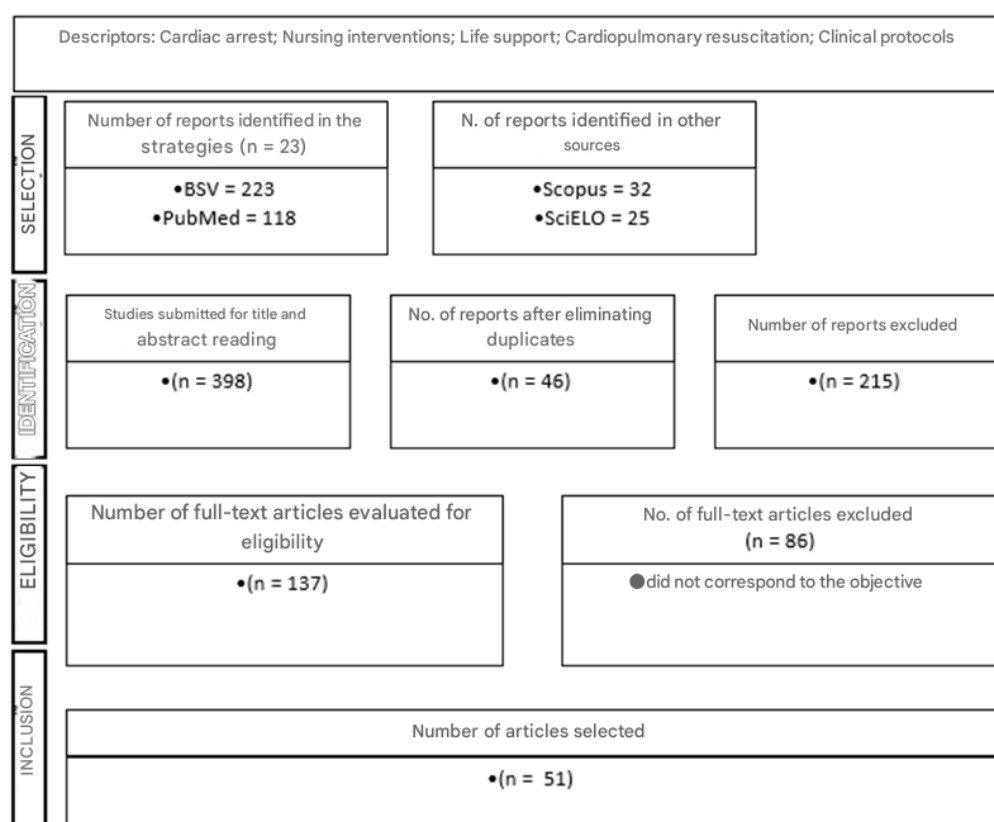 Descriptors: Cardiac arrest; Nursing interventions; Life support; Cardiopulmonary resuscitation; Clinical protocols
SELECTION
Number of reports identified in the
strategies (n = 23)
•BSV = 223
•PubMed = 118
N. of reports identified in other
sources
•Scopus = 32
•SciELO = 25
IDENTIFICATION
Studies submitted for title and
abstract reading
•(n = 398)
No. of reports after eliminating
duplicates
•(n = 46)
Number of reports excluded
•(n = 215)
ELIGIBILITY
Number of full-text articles evaluated for
eligibility
•(n = 137)
No. of full-text articles excluded
(n = 86)
●did not correspond to the objective
INCLUSION
Number of articles selected
•(n = 51)